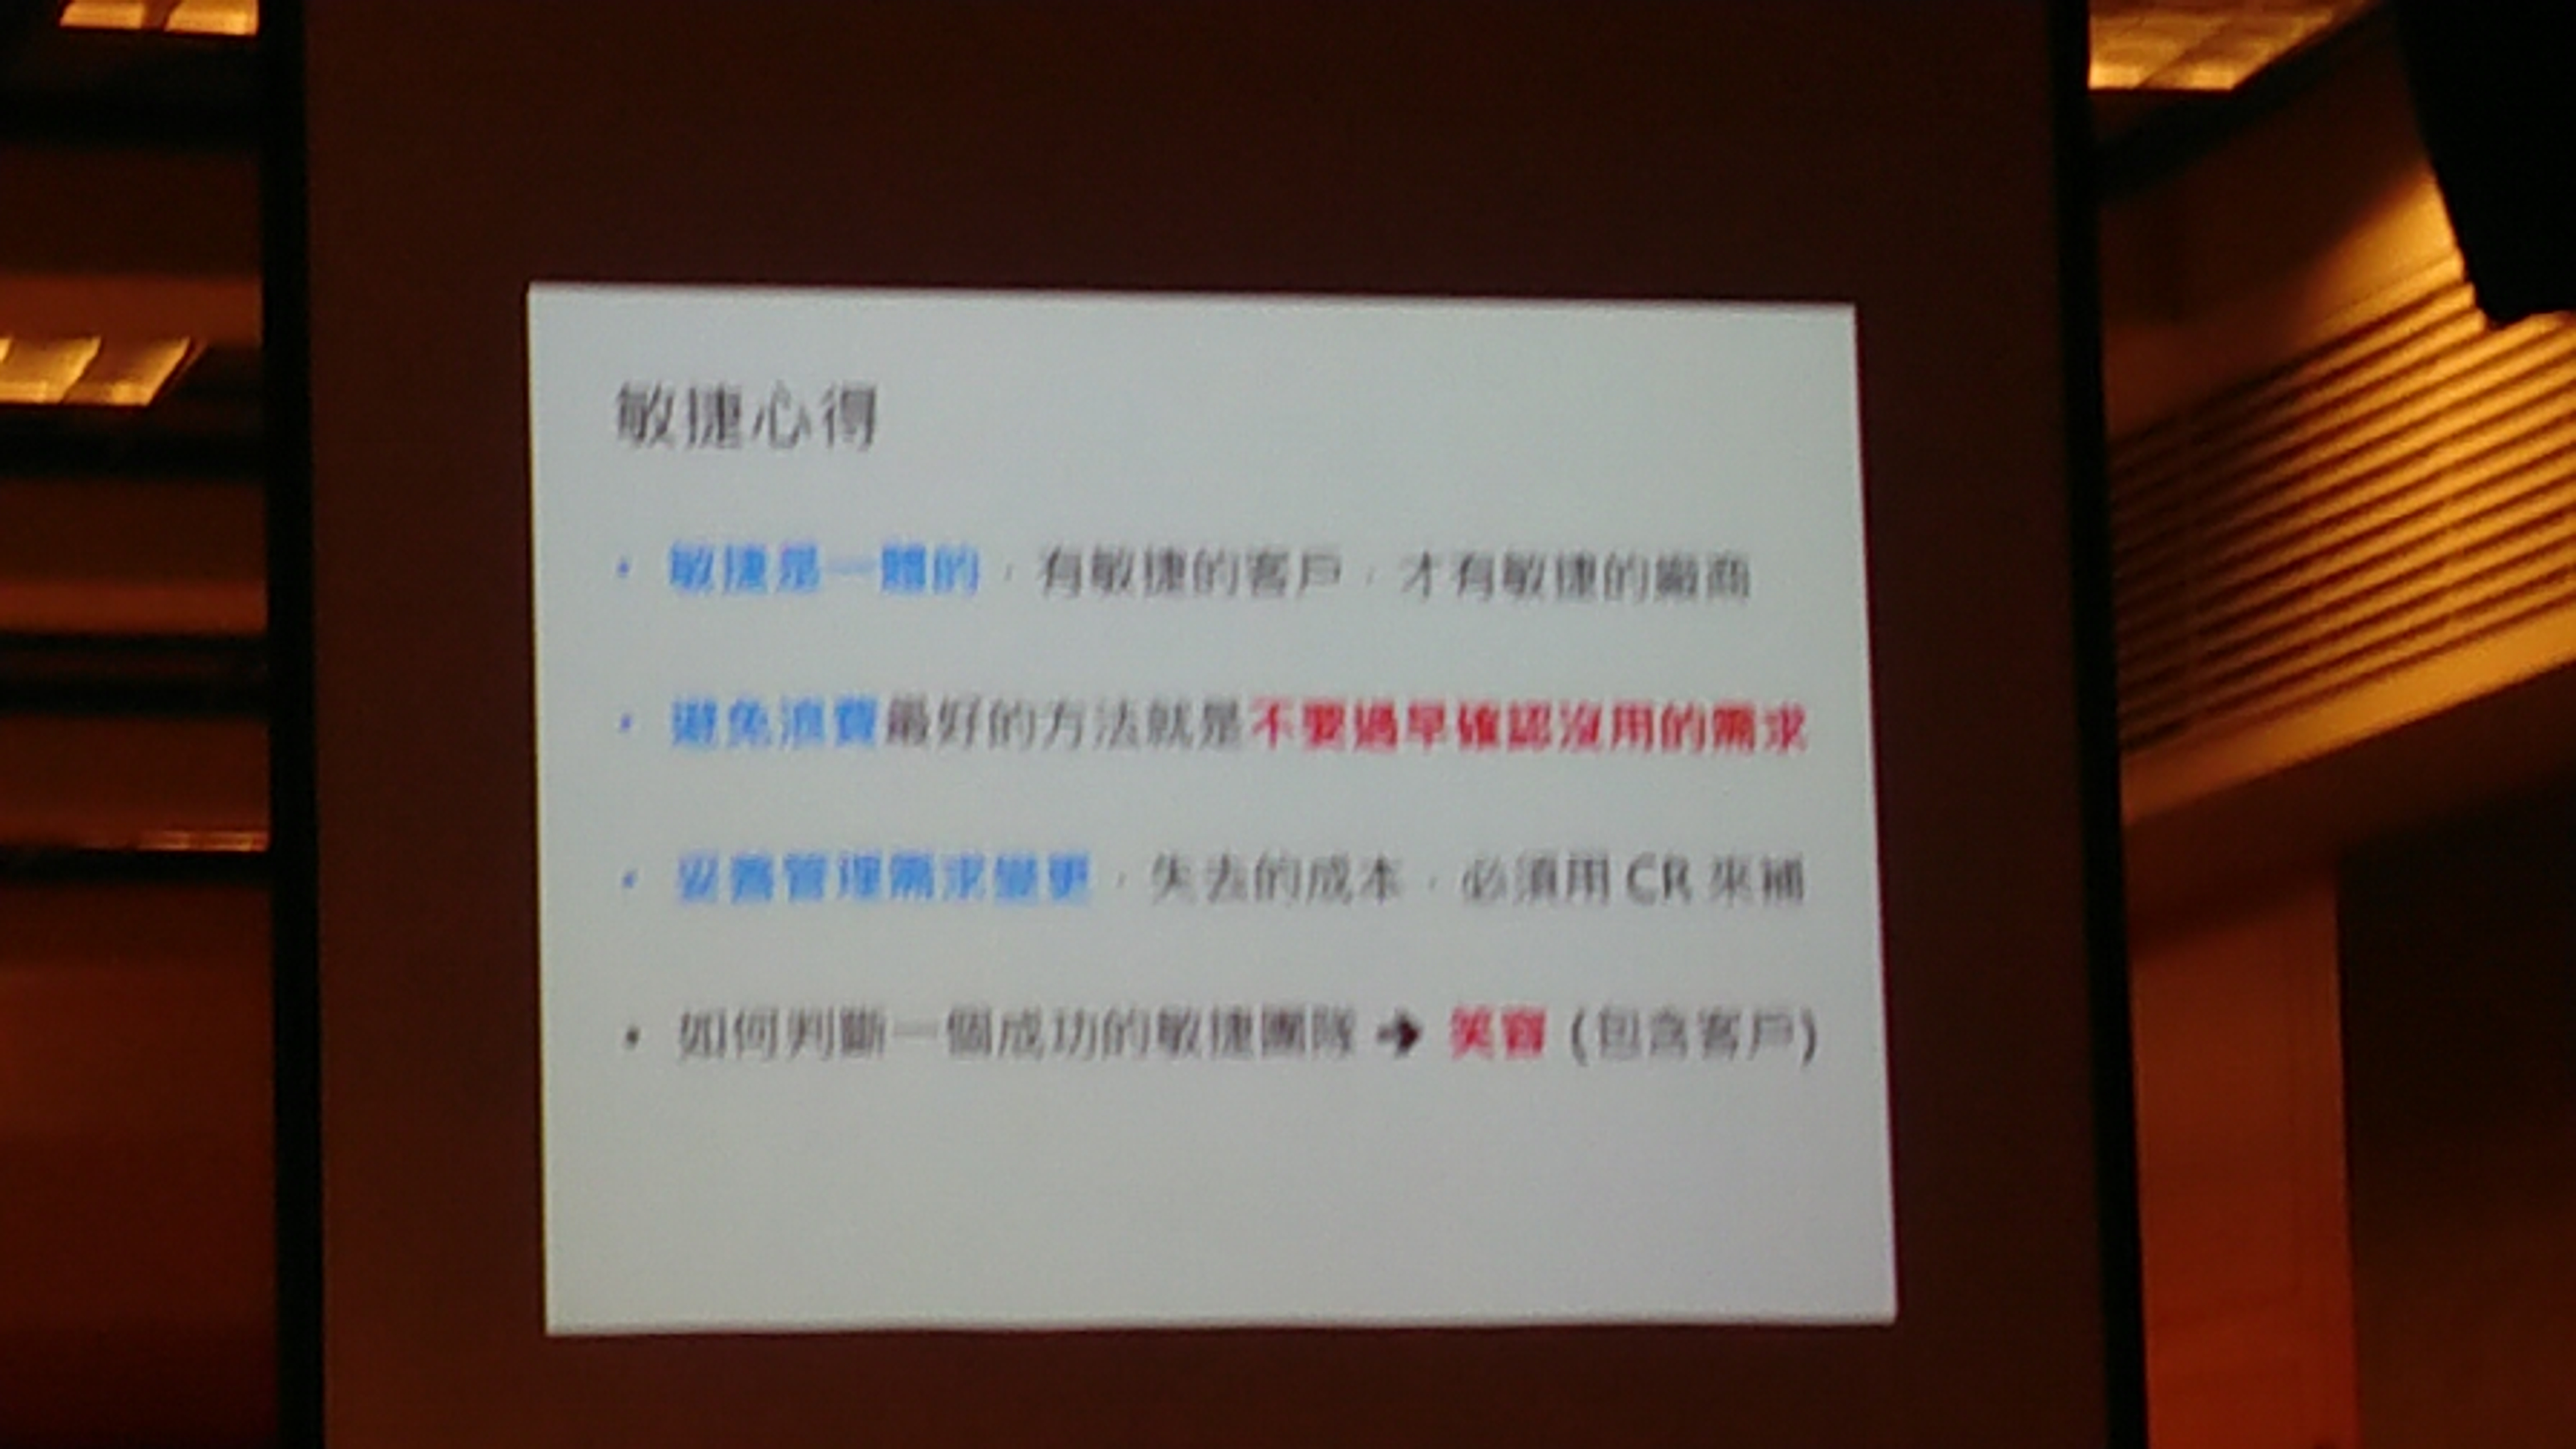 敏捷心得
• 敏捷是一體的，有敏捷的客戶，才有敏捷的廠商
• 避免浪費最好的方法就是不要過早確認沒用的需求
• 妥善管理需求變更，失去的成本，必須用 CR 來補
• 如何判斷一個成功的敏捷團隊 → 笑容 (包含客戶)